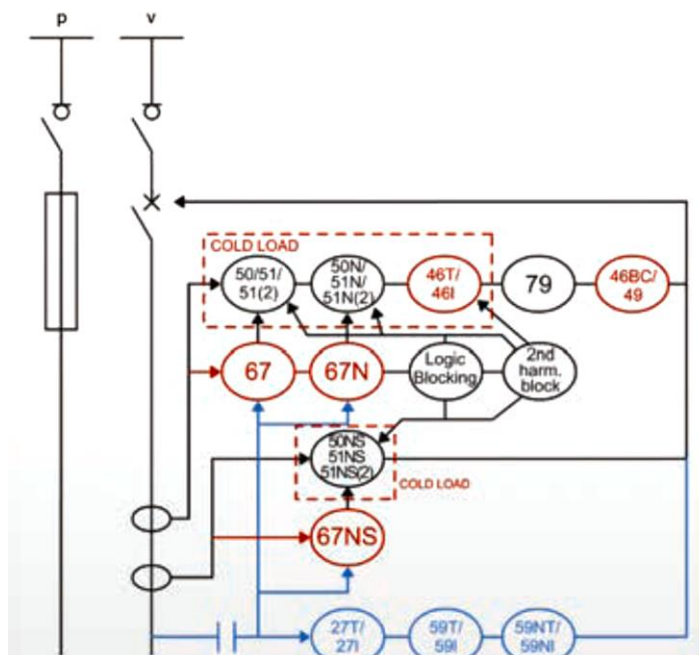 p
v
COLD LOAD
50/51/
51(2)
50N/
51N/
51N(2)
46T/
46I
79
46BC/
49
67
67N
Logic
Blocking
2nd
harm.
block
50NS
51NS
51NS(2)
COLD LOAD
67NS
27T/
27I
59T/
59I
59NT/
59NI